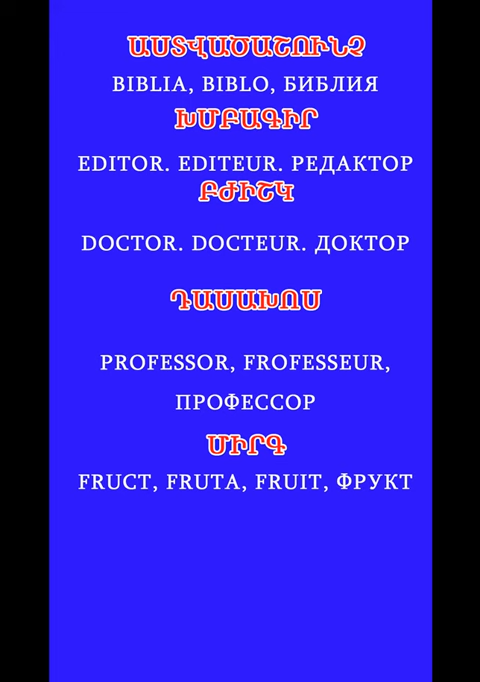 ԱՍՏՎԱԾԱՇՈՒՆՉ
BIBLIA, BIBLO, БИБЛИЯ
ԽՄԲԱԳԻՐ
EDITOR. EDITEUR. РЕДАКТОР
ԲԺԻՇԿ
DOCTOR. DOCTEUR. ДОКТОР
ԴԱՍԱԽՈՍ
PROFESSOR, FROFESSEUR,
ПРОФЕССОР
ՄԻՐԳ
FRUCT, FRUTA, FRUIT, ФРУКТ